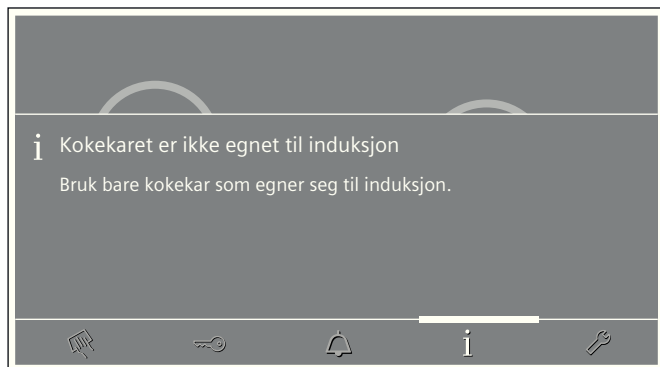 i Kokekaret er ikke egnet til induksjon
Bruk bare kokekar som egner seg til induksjon.
i